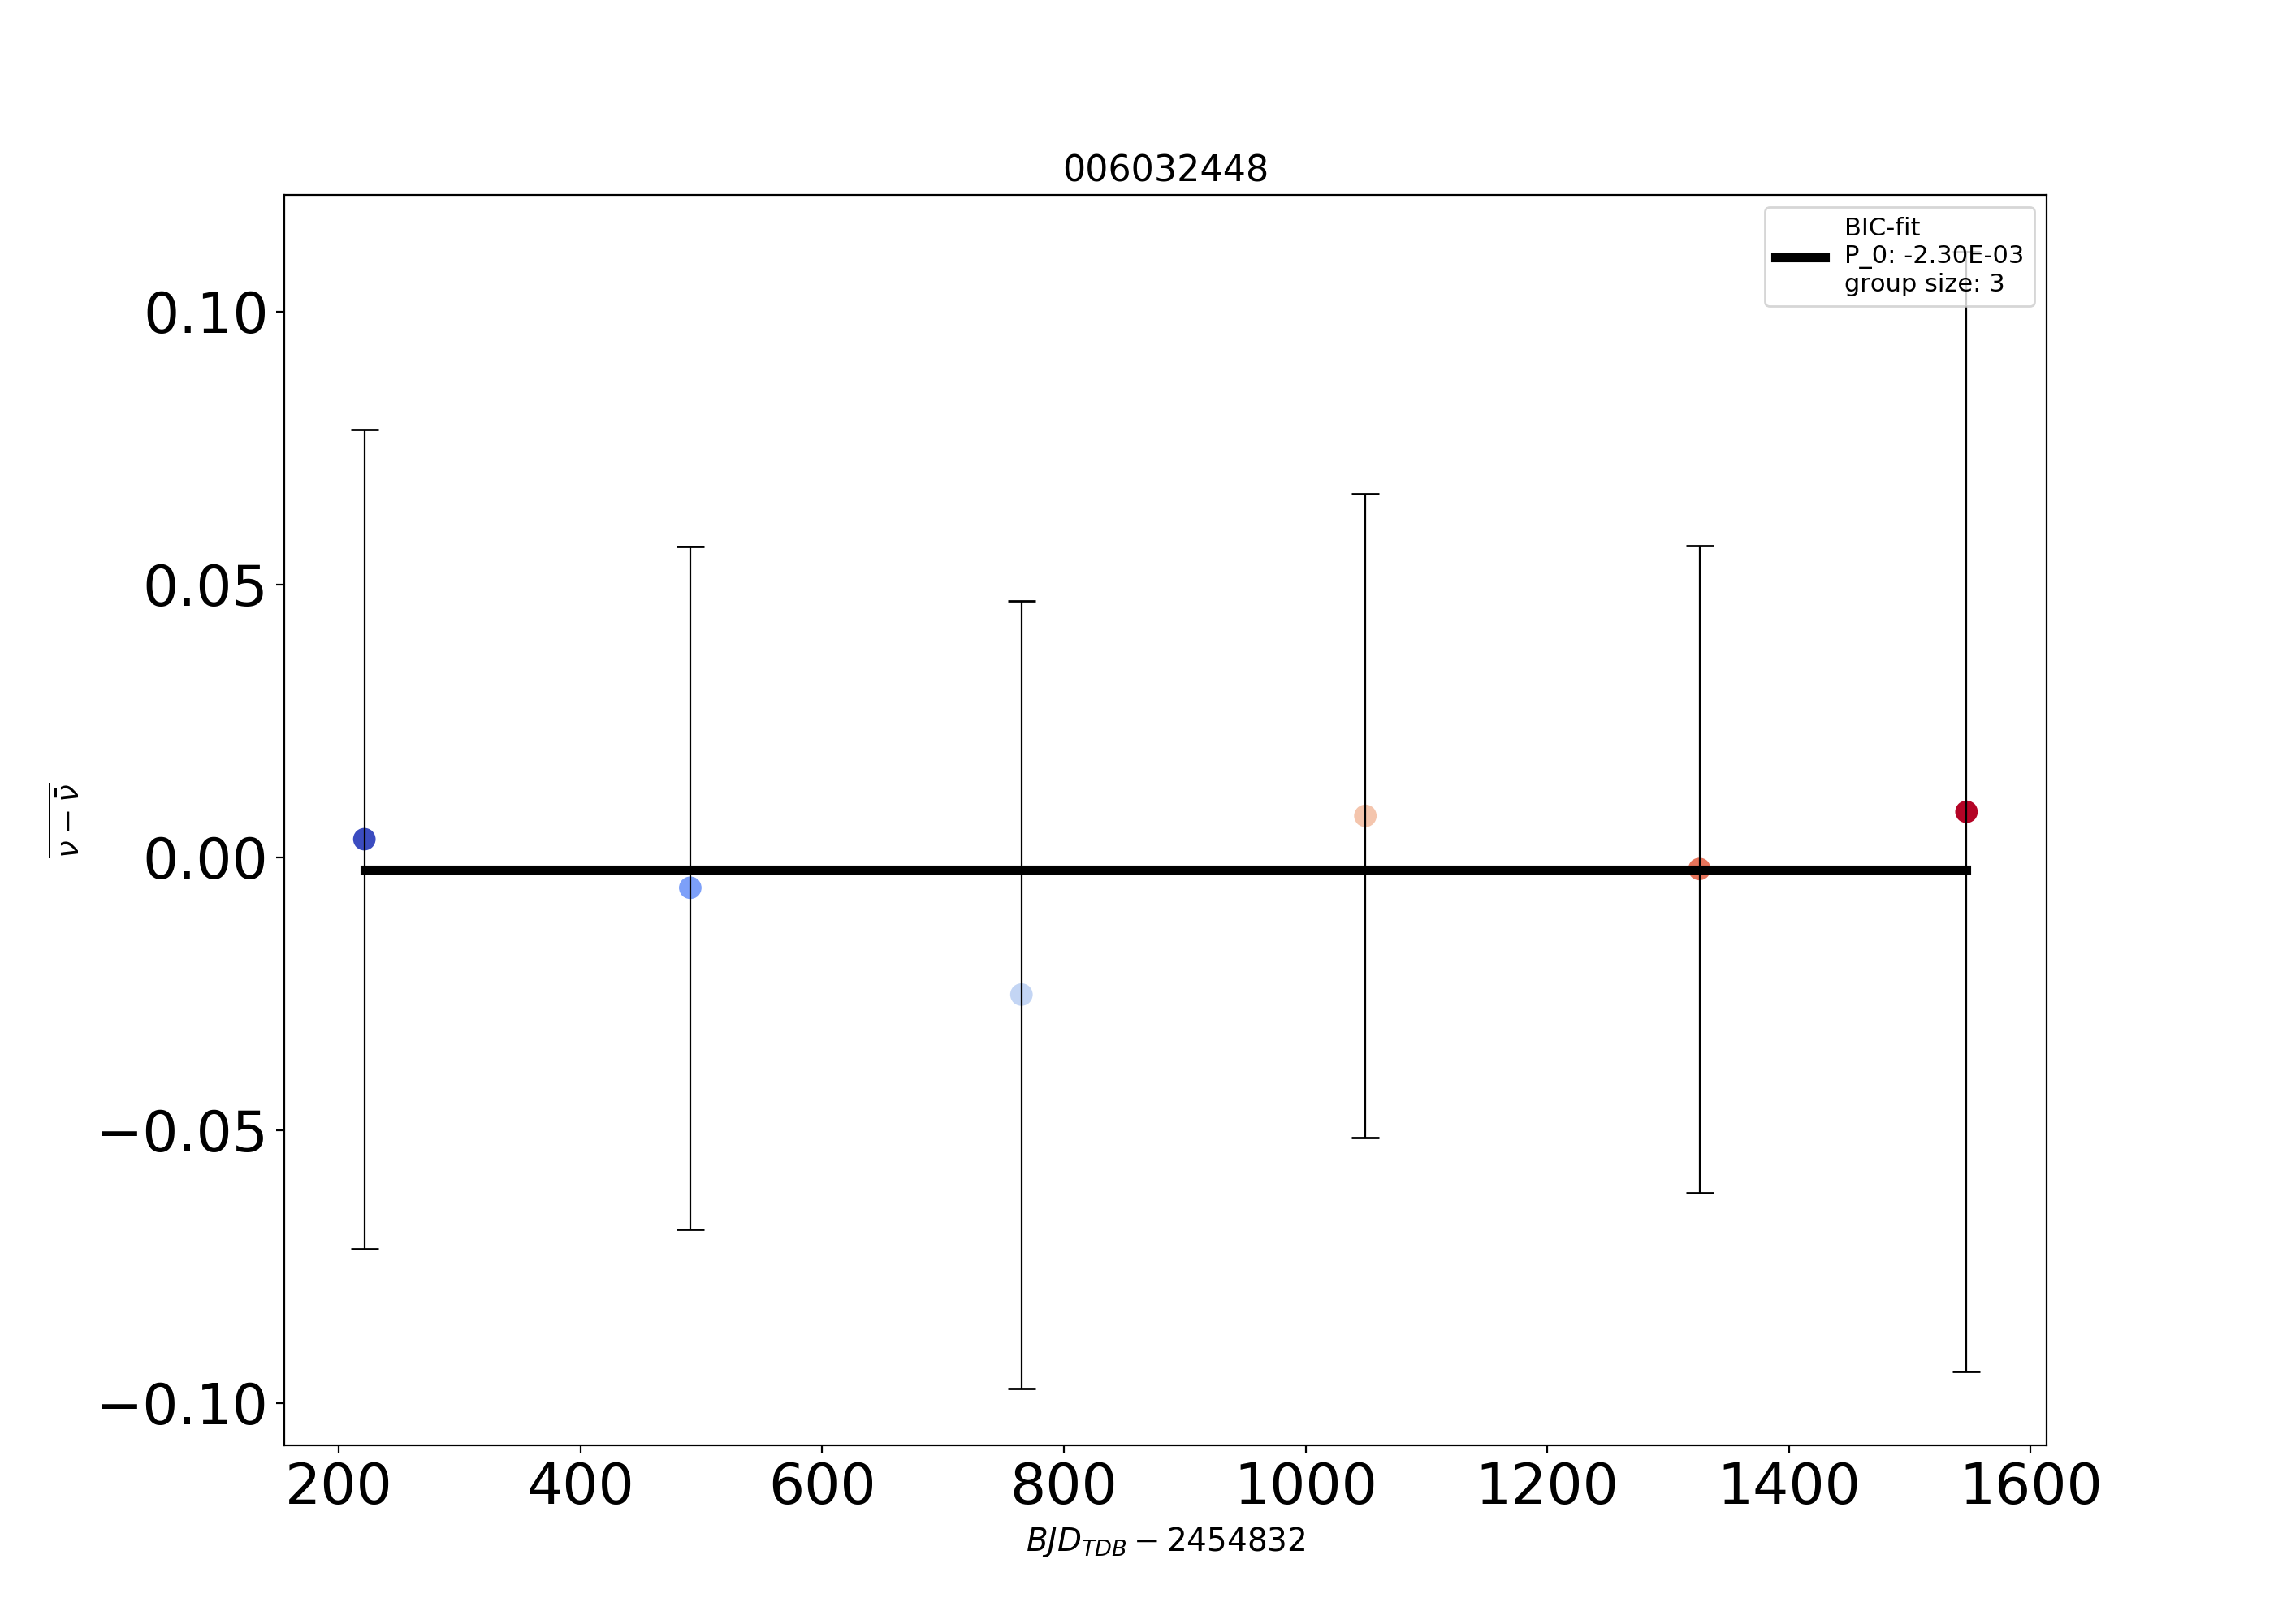 006032448
BIC-fit
P_0: -2.30E-03
group size: 3
0.10
0.05
0.00
−0.05
−0.10
ν − ν̄
200 400 600 800 1000 1200 1400 1600
BJD_TDB − 2454832